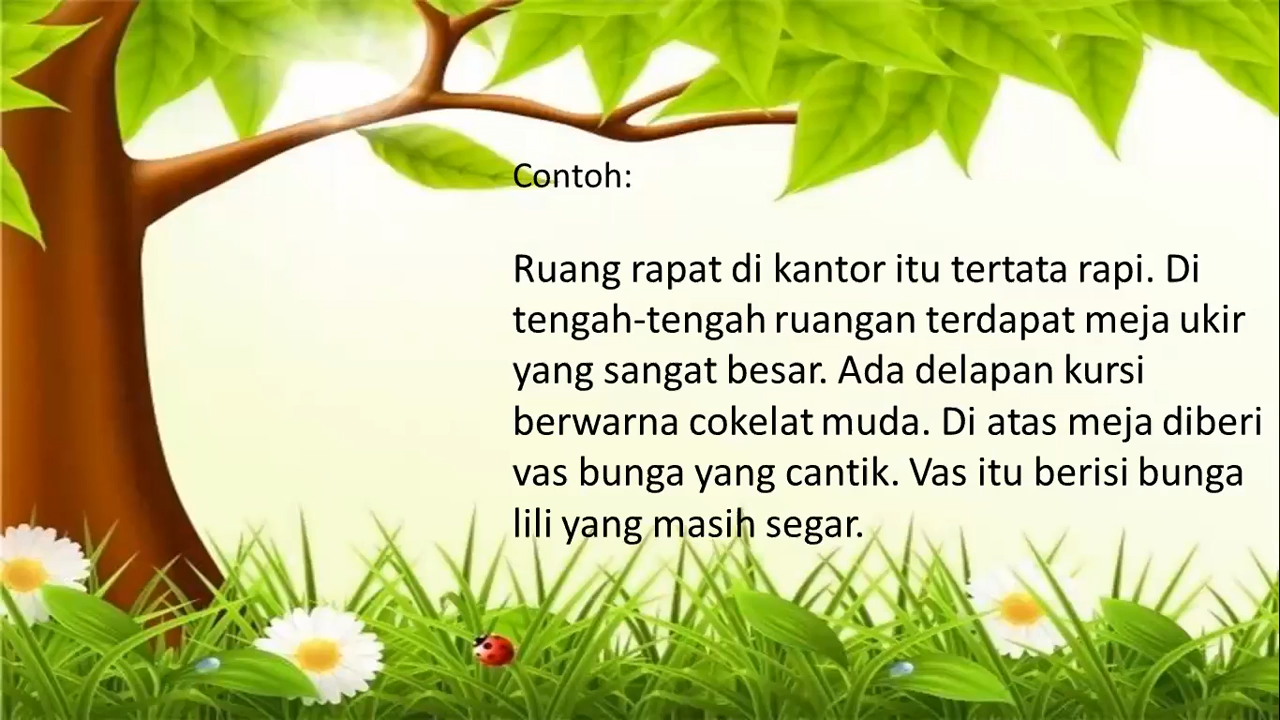 Contoh:
Ruang rapat di kantor itu tertata rapi. Di
tengah-tengah ruangan terdapat meja ukir
yang sangat besar. Ada delapan kursi
berwarna cokelat muda. Di atas meja diberi
vas bunga yang cantik. Vas itu berisi bunga
lili yang masih segar.